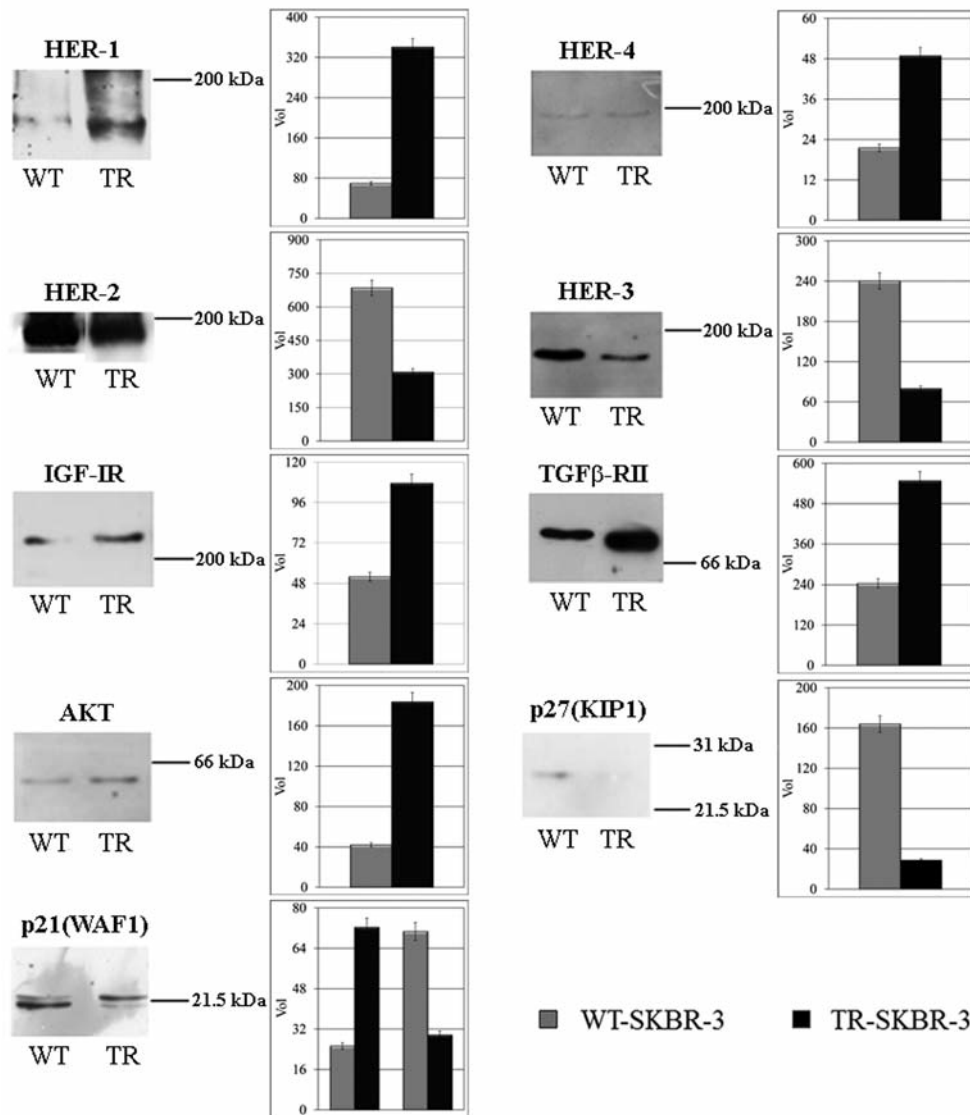 HER-1
200 kDa
WT TR
Vol
400
320
240
160
80
0
HER-4
200 kDa
WT TR
Vol
60
48
36
24
12
0
HER-2
200 kDa
WT TR
Vol
900
750
600
450
300
150
0
HER-3
200 kDa
WT TR
Vol
300
240
180
120
60
0
IGF-IR
200 kDa
WT TR
Vol
120
96
72
48
24
0
TGFβ-RII
66 kDa
WT TR
Vol
600
480
360
240
120
0
AKT
66 kDa
WT TR
Vol
200
160
120
80
40
0
p27(KIP1)
31 kDa
21.5 kDa
WT TR
Vol
200
160
120
80
40
0
p21(WAF1)
21.5 kDa
WT TR
Vol
80
64
48
32
16
0
WT-SKBR-3 TR-SKBR-3